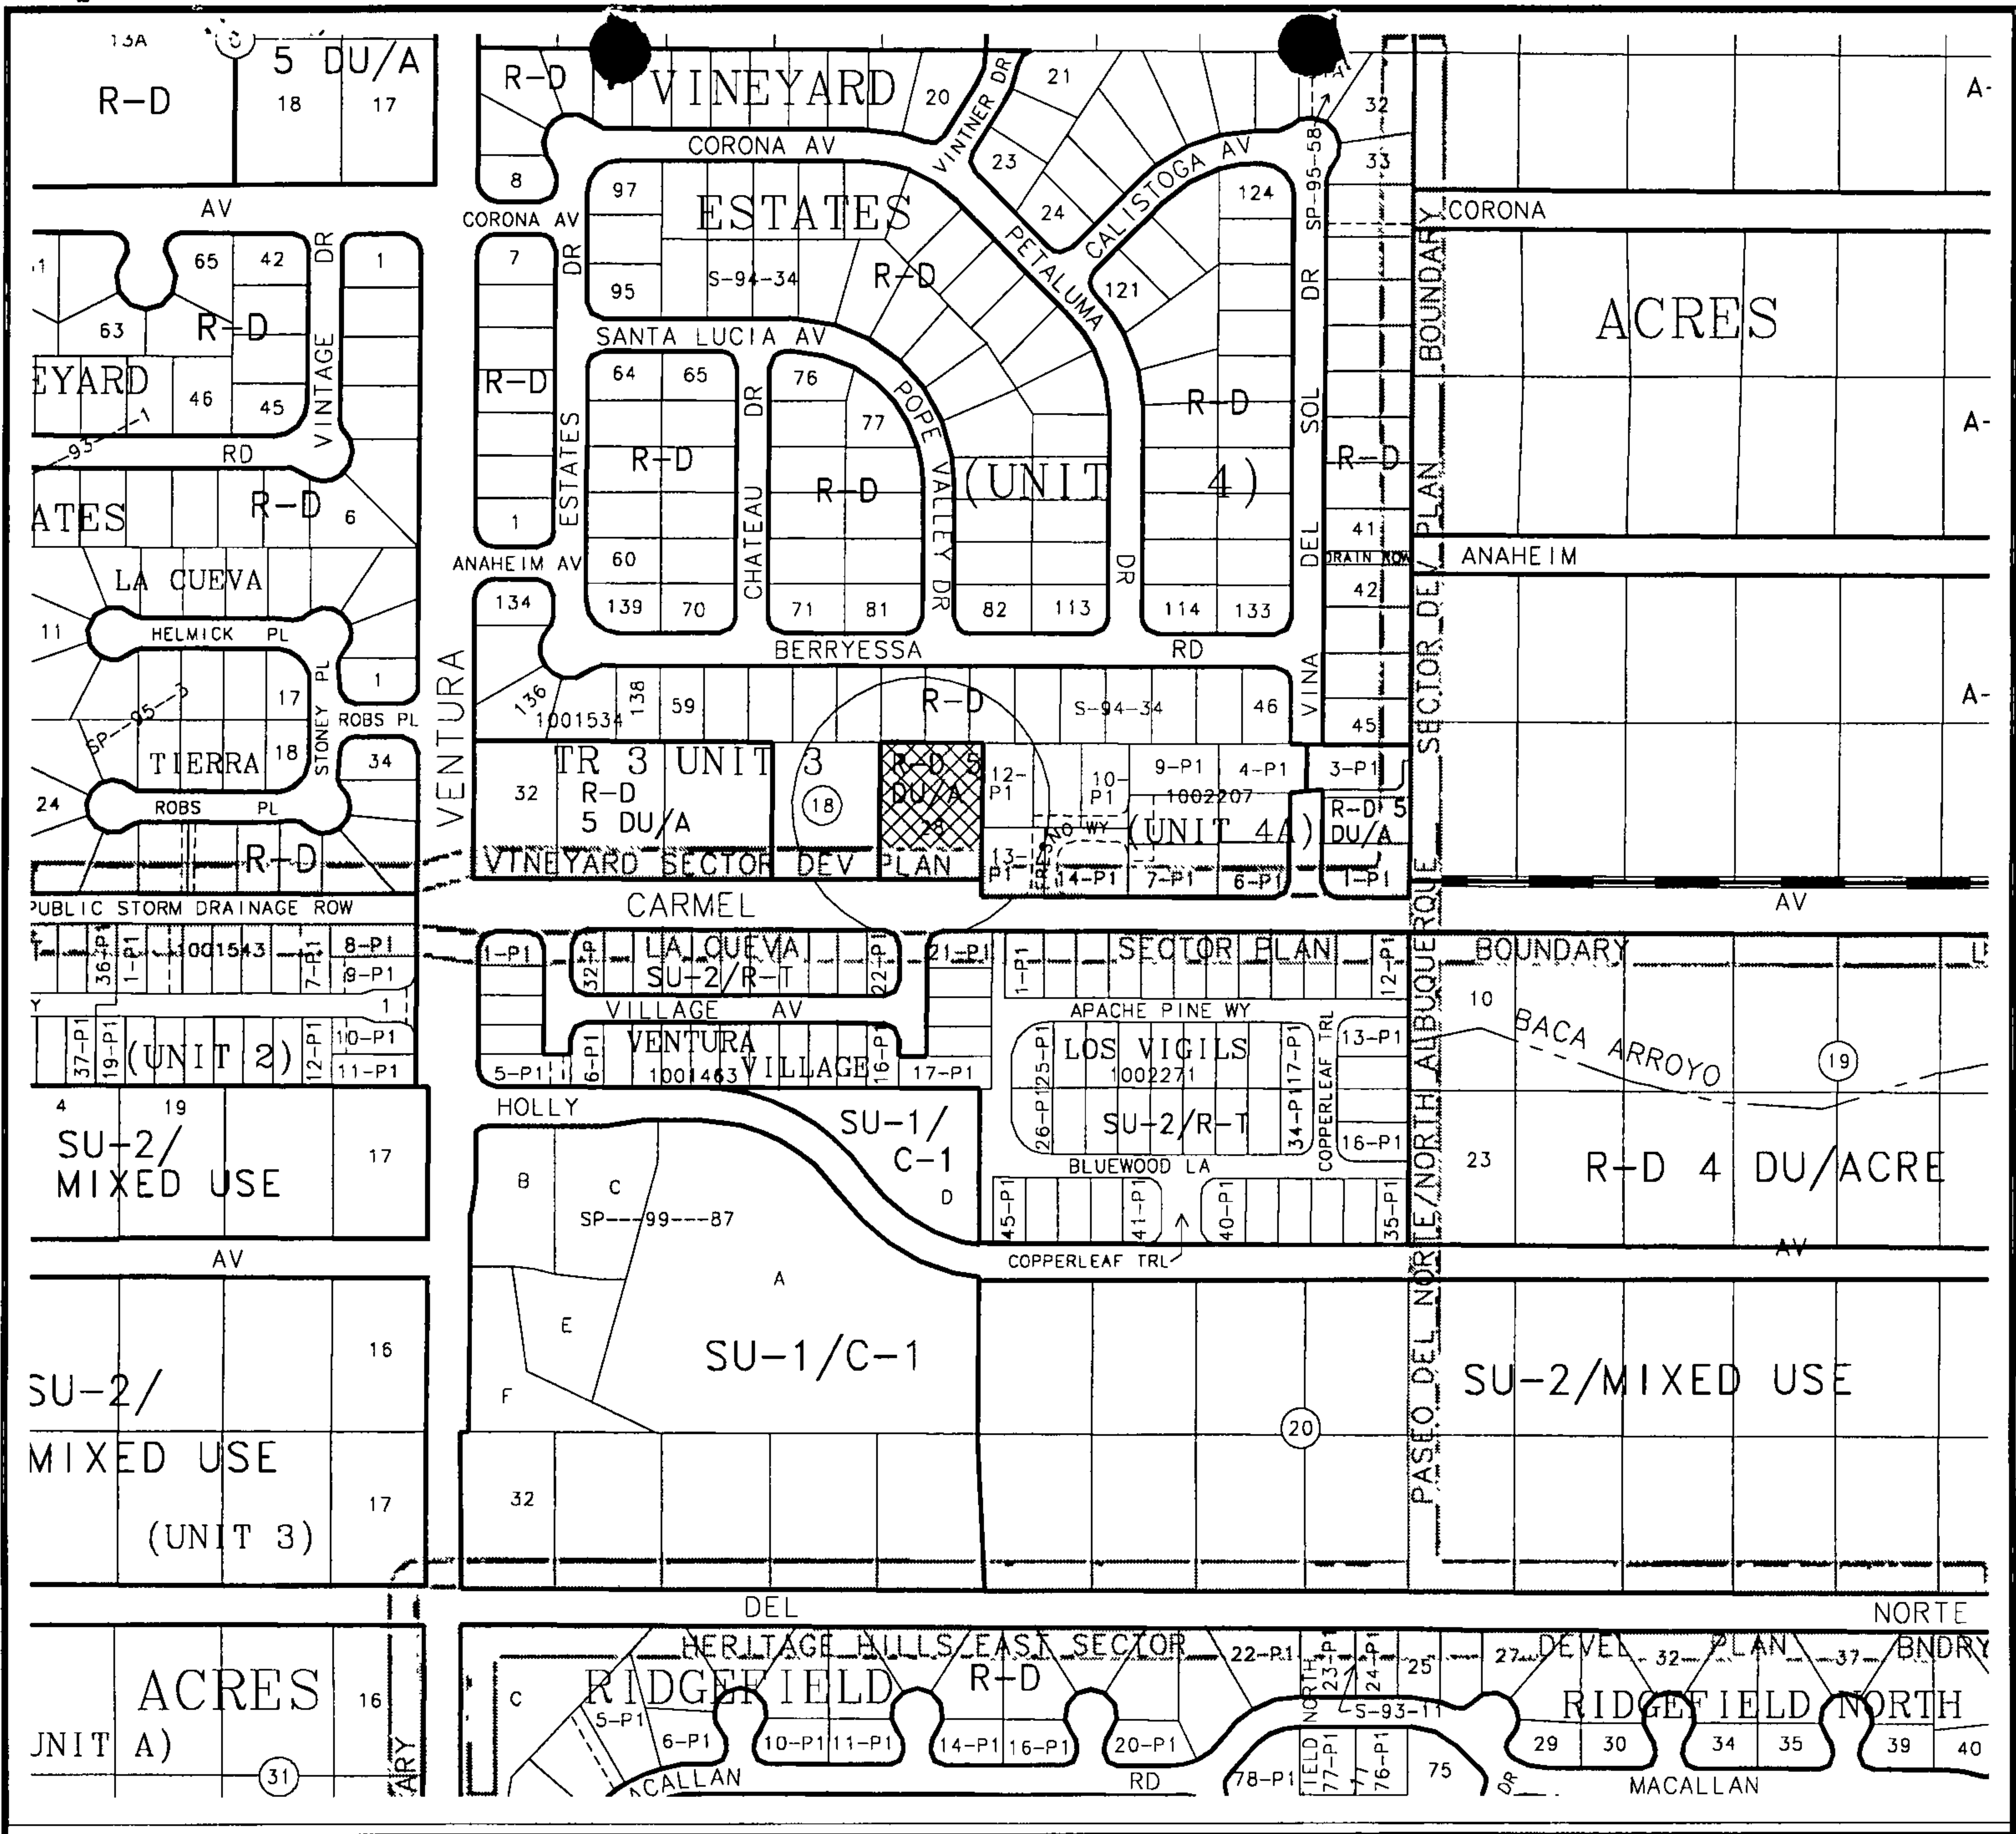 13A
5 DU/A
R-D
18
17
R-D
VINEYARD
20
VINTNER DR
21
32
A-
CORONA AV
23
CALISTOGA AV
SP-95-58
33
8
97
ESTATES
24
124
AV
CORONA AV
CORONA
65
42
DR
1
7
DR
95
S-94-34
R-D
PETALUMA
121
DR
BOUNDARY
ACRES
63
R-D
VINTAGE
SANTA LUCIA AV
EYARD
46
45
R-D
64
65
DR
76
POPE
77
R-D
SOL
A-
93---1
RD
ESTATES
R-D
R-D
VALLEY DR
(UNIT 4)
R-D
ATES
R-D
6
1
CHATEAU
41
PLAN
LA CUEVA
ANAHEIM AV
60
DR
DEL
DRAIN ROW
ANAHEIM
134
139
70
71
81
82
113
114
133
42
11
HELMICK PL
BERRYESSA
RD
SECTOR DEV
VENTURA
17
STONEY PL
1
136
138
59
R-D
S-94-34
46
VINA
A-
SP---95---3
ROBS PL
1001534
45
TIERRA
18
34
TR 3 UNIT 3
R-D 5
DU/A
28
12-P1
10-P1
9-P1
4-P1
3-P1
24
ROBS PL
32
R-D
5 DU/A
18
1002207
R-D 5
DU/A
FRESNO WY
(UNIT 4A)
R-D
VINEYARD SECTOR DEV PLAN
13-P1
14-P1
7-P1
6-P1
1-P1
PUBLIC STORM DRAINAGE ROW
CARMEL
AV
36-P1
1-P1
1001543
7-P1
8-P1
9-P1
1-P1
32-P1
LA CUEVA
SU-2/R-T
22-P1
21-P1
1-P1
SECTOR PLAN
12-P1
BOUNDARY
1
VILLAGE AV
APACHE PINE WY
10
BACA ARROYO
37-P1
19-P1
(UNIT 2)
12-P1
10-P1
11-P1
5-P1
6-P1
VENTURA
VILLAGE
1001463
16-P1
17-P1
25-P1
LOS VIGILS
1002271
17-P1
COPPERLEAF TRL
13-P1
19
4
19
HOLLY
SU-1/
C-1
26-P1
SU-2/R-T
34-P1
16-P1
SU-2/
MIXED USE
17
B
C
D
BLUEWOOD LA
23
R-D 4 DU/ACRE
SP---99---87
45-P1
41-P1
40-P1
35-P1
AV
COPPERLEAF TRL
AV
A
E
PASEO DEL NORTE/NORTH ALBUQUERQUE
16
SU-1/C-1
SU-2/MIXED USE
SU-2/
F
20
MIXED USE
17
32
(UNIT 3)
DEL
NORTE
HERITAGE HILLS EAST SECTOR
DEVEL PLAN BNDRY
ACRES
16
C
RIDGEFIELD
R-D
22-P1
23-P1
24-P1
25
27
32
37
5-P1
S-93-11
RIDGEFIELD NORTH
6-P1
10-P1
11-P1
14-P1
16-P1
20-P1
29
30
34
35
39
40
31
RD
78-P1
77-P1
76-P1
75
DR
MACALLAN